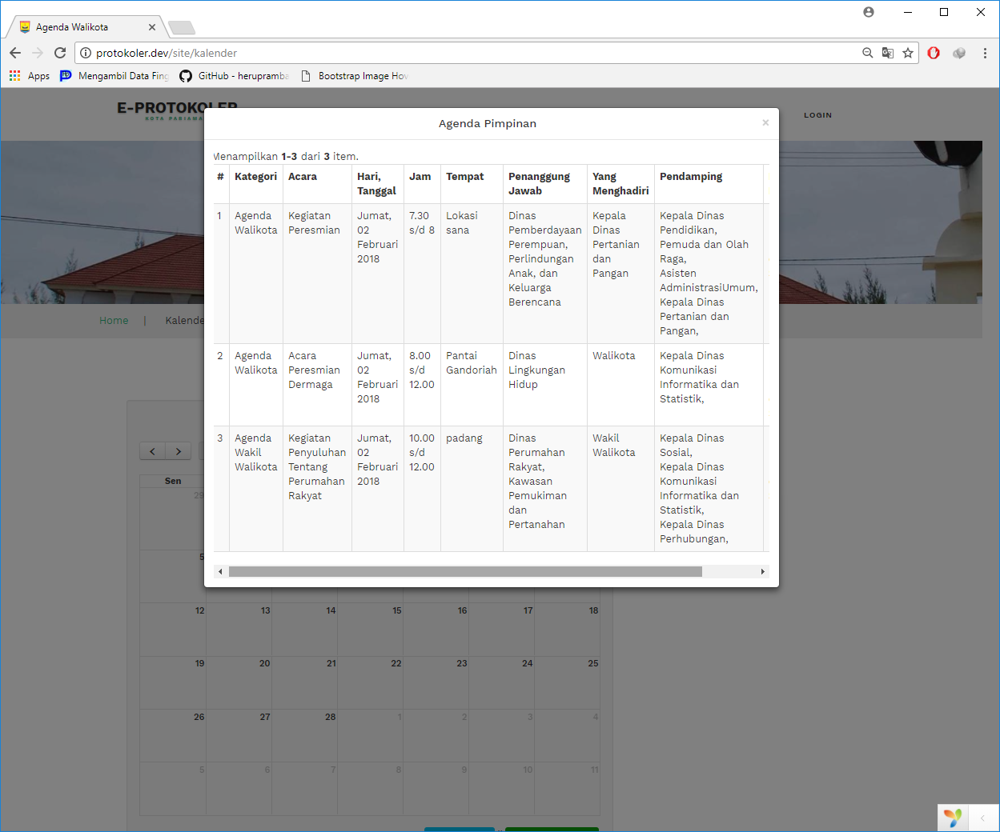 Agenda Walikota
protokoler.dev/site/kalender
Apps
Mengambil Data Fing
GitHub - herupramba
Bootstrap Image Hov
E-PROTOKOLER
KOTA PARIAMA
LOGIN
Agenda Pimpinan
Menampilkan 1-3 dari 3 item.
# Kategori Acara Hari, Tanggal Jam Tempat Penanggung Jawab Yang Menghadiri Pendamping
1 Agenda Walikota Kegiatan Peresmian Jumat, 02 Februari 2018 7.30 s/d 8 Lokasi sana Dinas Pemberdayaan Perempuan, Perlindungan Anak, dan Keluarga Berencana Kepala Dinas Pertanian dan Pangan Kepala Dinas Pendidikan, Pemuda dan Olah Raga, Asisten AdministrasiUmum, Kepala Dinas Pertanian dan Pangan,
2 Agenda Walikota Acara Peresmian Dermaga Jumat, 02 Februari 2018 8.00 s/d 12.00 Pantai Gandoriah Dinas Lingkungan Hidup Walikota Kepala Dinas Komunikasi Informatika dan Statistik,
3 Agenda Wakil Walikota Kegiatan Penyuluhan Tentang Perumahan Rakyat Jumat, 02 Februari 2018 10.00 s/d 12.00 padang Dinas Perumahan Rakyat, Kawasan Pemukiman dan Pertanahan Wakil Walikota Kepala Dinas Sosial, Kepala Dinas Komunikasi Informatika dan Statistik, Kepala Dinas Perhubungan,
Home | Kalende
Sen
29
5
12 13 14 15 16 17 18
19 20 21 22 23 24 25
26 27 28 1 2 3 4
5 6 7 8 9 10 11